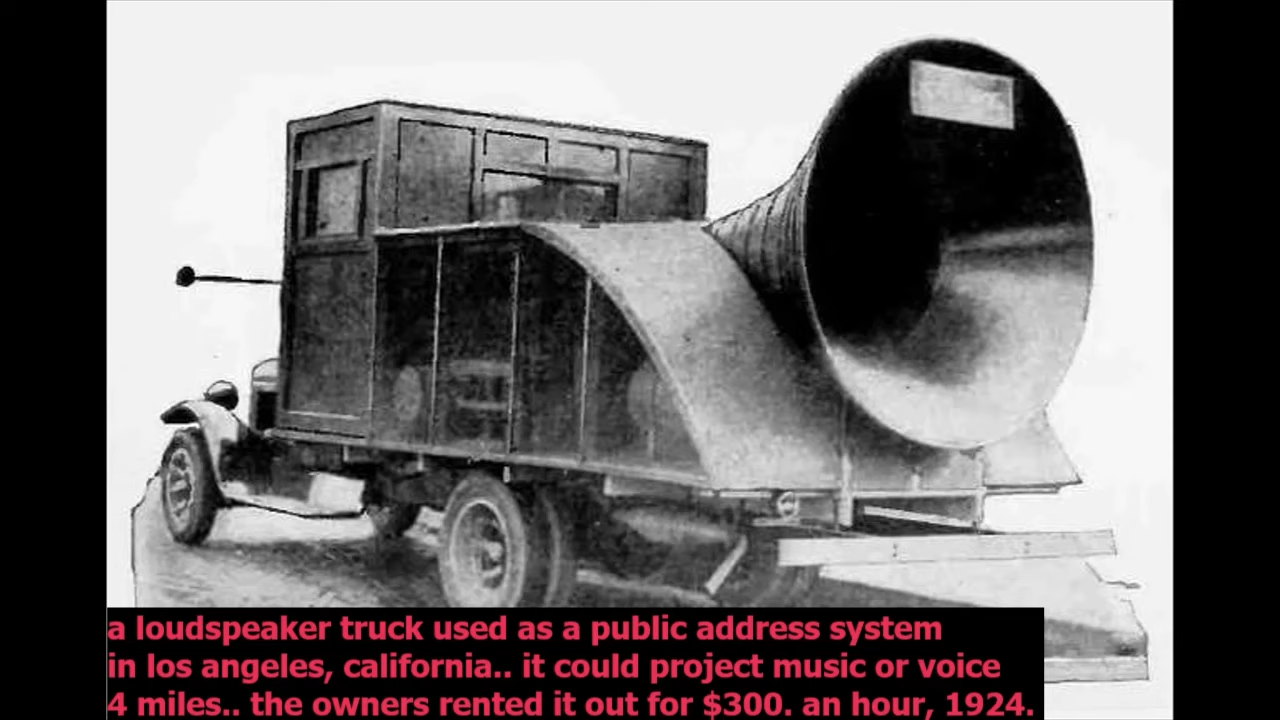 a loudspeaker truck used as a public address system
in los angeles, california.. it could project music or voice
4 miles.. the owners rented it out for $300. an hour, 1924.